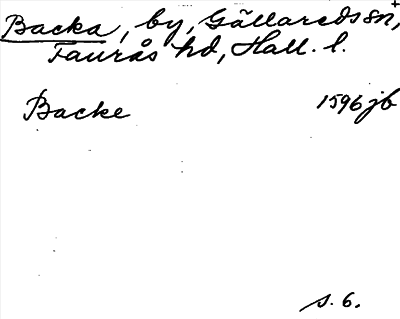 Backa, by, Gällareds sn,
Faurås hd, Hall. l.
Backe 1596 jb
s. 6.